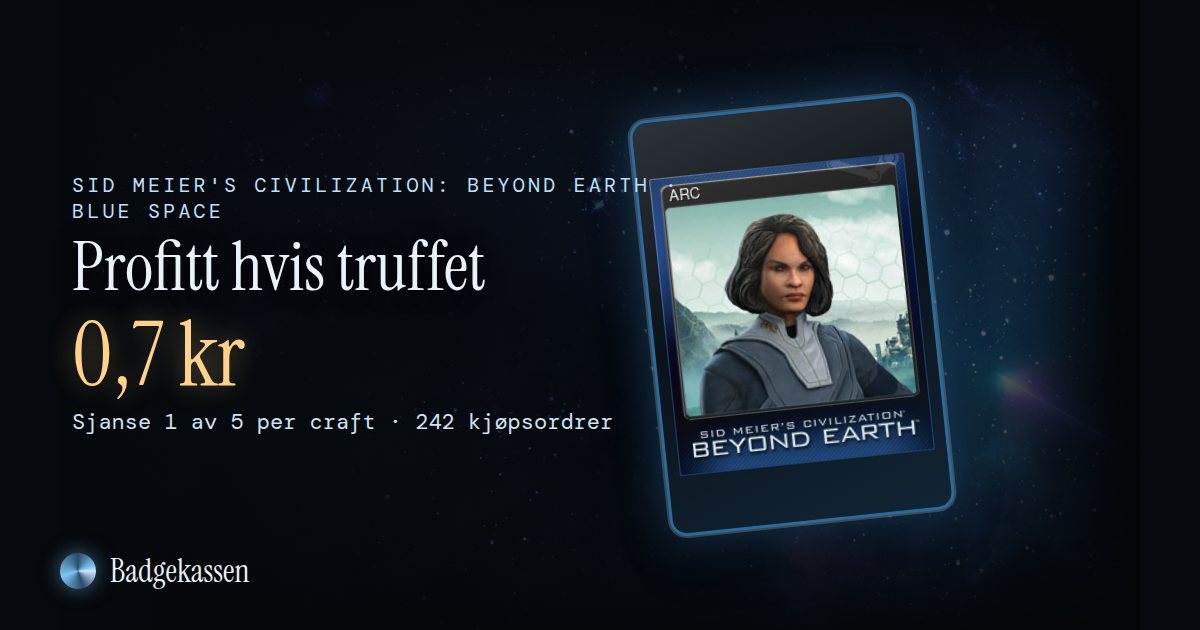 SID MEIER'S CIVILIZATION: BEYOND EARTH ·
BLUE SPACE
Profitt hvis truffet
0,7 kr
Sjanse 1 av 5 per craft · 242 kjøpsordrer
ARC
SID MEIER'S CIVILIZATION
BEYOND EARTH™
Badgekassen